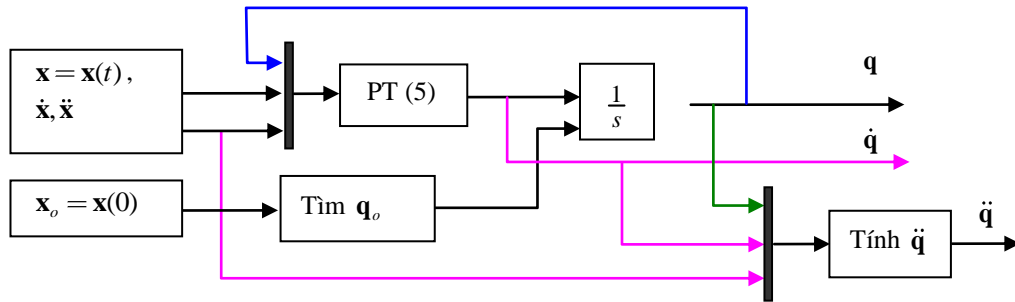 𝐱 = 𝐱(t) ,
𝐱̇, 𝐱̈
PT (5)
1/s
𝐪
𝐪̇
𝐱ₒ = 𝐱(0)
Tìm 𝐪ₒ
Tính 𝐪̈
𝐪̈